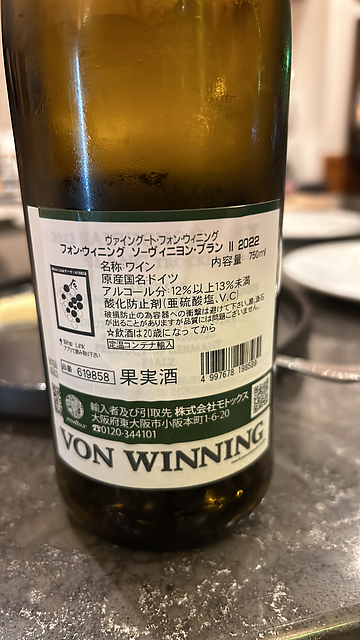 ヴァイングート・フォン・ウィニング
フォン・ウィニング ソーヴィニヨン・ブラン II 2022
名称:ワイン 内容量:750ml
原産国名:ドイツ
アルコール分:12%以上13%未満
酸化防止剤(亜硫酸塩、V.C)
破損防止の為容器への衝撃は避けて下さい。澱、酒石
が出ることがありますが品質には問題ございません。
☆飲酒は20歳になってから
定温コンテナ輸入
Wine Link
品番 619858 果実酒
4 997678 198589
輸入者及び引取先 株式会社モトックス
大阪府東大阪市小阪本町1-6-20
☎0120-344101
VON WINNING